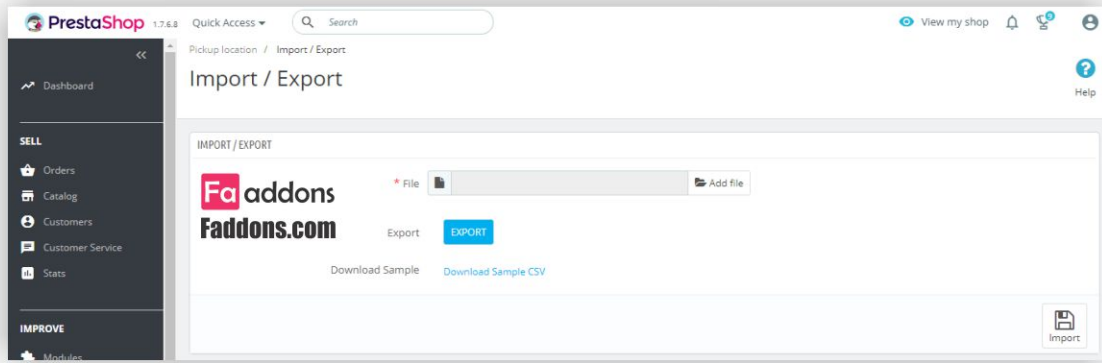 PrestaShop 1.7.6.8 Quick Access Search View my shop 9
Pickup location / Import / Export
Import / Export
Help
Dashboard
SELL
Orders
Catalog
Customers
Customer Service
Stats
IMPROVE
Modules
IMPORT / EXPORT
Fa addons
Faddons.com
* File Add file
Export EXPORT
Download Sample Download Sample CSV
Import